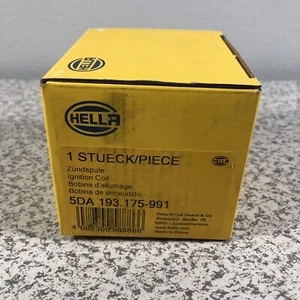 HELLA
1 STUECK/PIECE
Zündspule
Ignition Coil
Bobine d'allumage
Bobina de encendido
5DA 193.175-991
Made in China